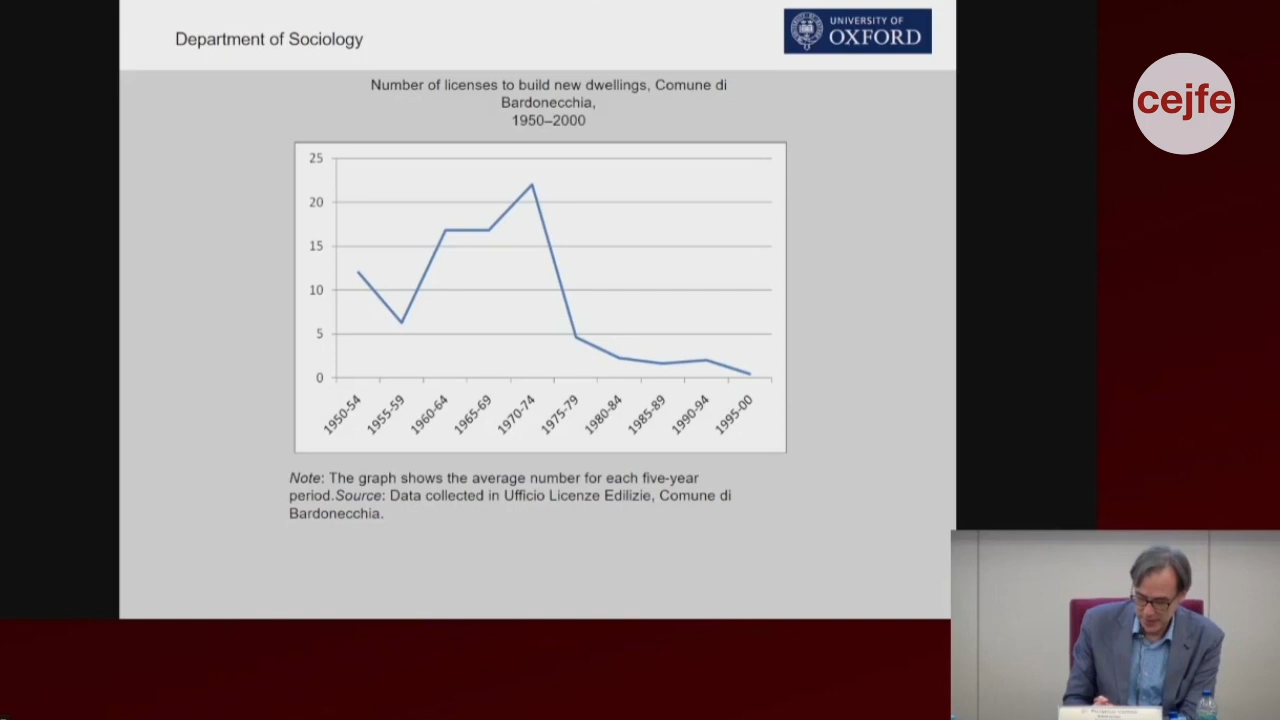 Department of Sociology
UNIVERSITY OF
OXFORD
cejfe
Number of licenses to build new dwellings, Comune di
Bardonecchia,
1950–2000
25
20
15
10
5
0
1950-54
1955-59
1960-64
1965-69
1970-74
1975-79
1980-84
1985-89
1990-94
1995-00
Note: The graph shows the average number for each five-year
period.Source: Data collected in Ufficio Licenze Edilizie, Comune di
Bardonecchia.